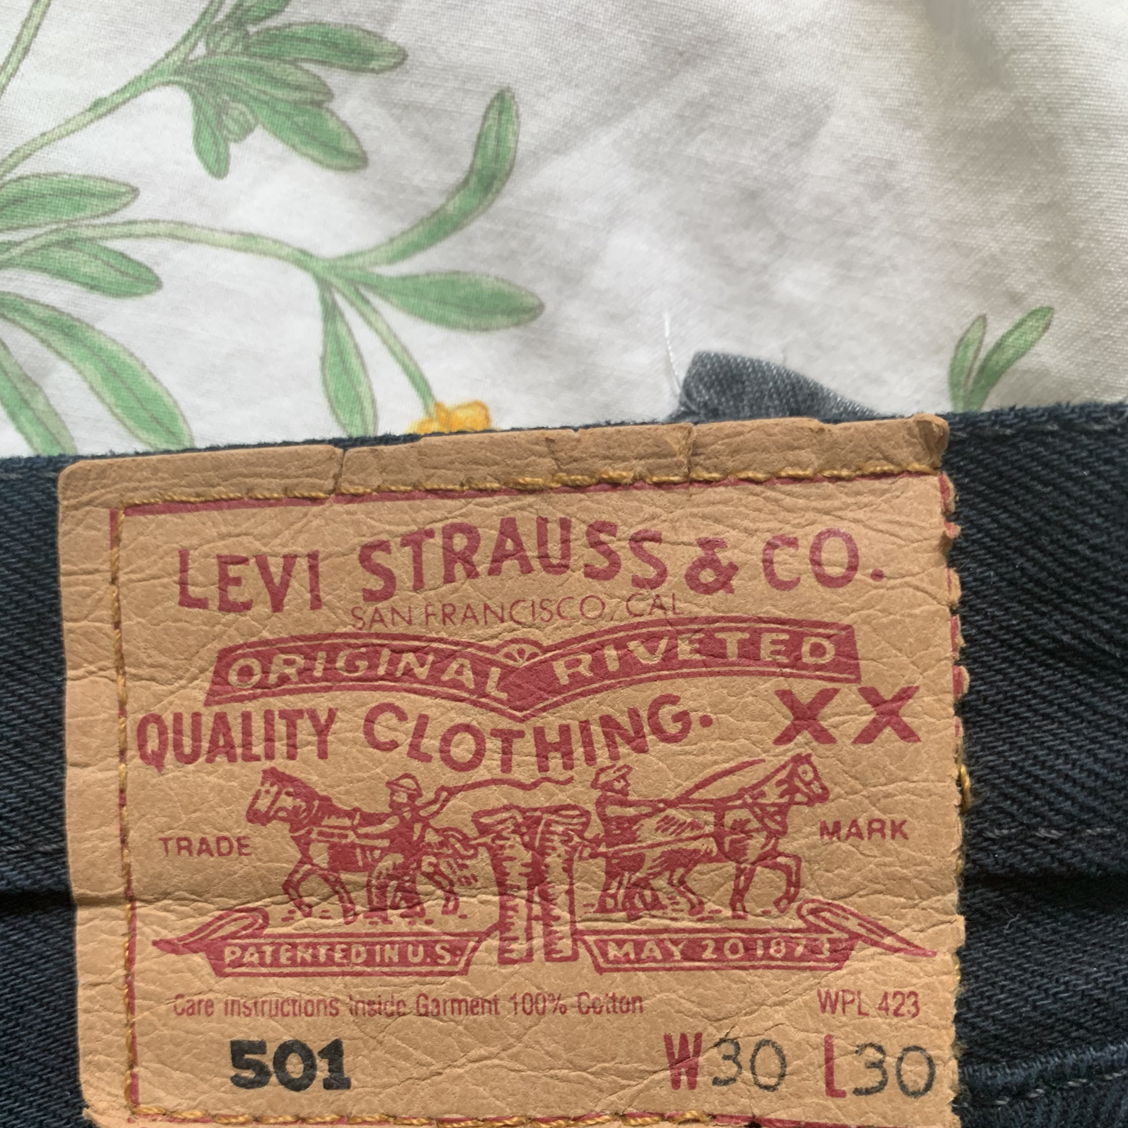 LEVI STRAUSS & CO.
SAN FRANCISCO, CAL
ORIGINAL RIVETED
QUALITY CLOTHING. XX
TRADE MARK
PATENTED IN U.S. MAY 20 1873
Care instructions inside Garment 100% Cotton WPL 423
501 W30 L30